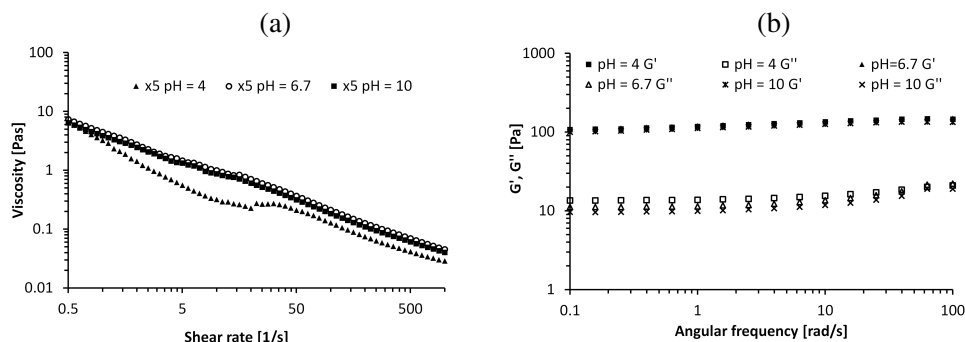 (a)
100
10
1
0.1
0.01
Viscosity [Pas]
x5 pH = 4 x5 pH = 6.7 x5 pH = 10
0.5 5 50 500
Shear rate [1/s]
(b)
1000
100
10
1
G', G'' [Pa]
pH = 4 G' pH = 4 G'' pH=6.7 G'
pH = 6.7 G'' pH = 10 G' pH = 10 G''
0.1 1 10 100
Angular frequency [rad/s]